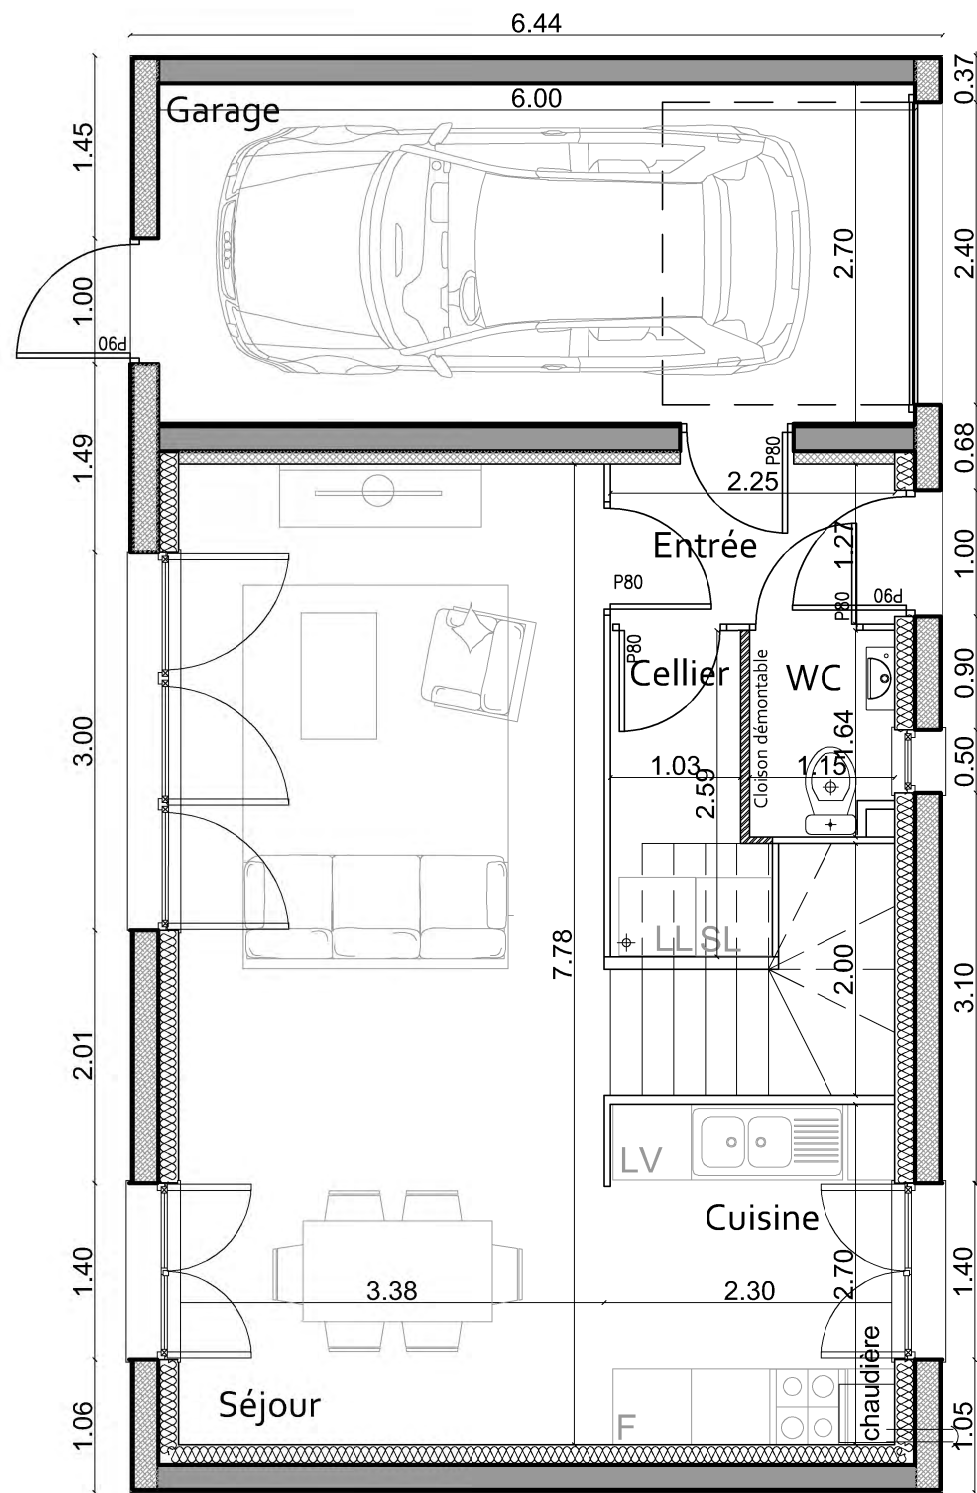 6.44
Garage
6.00
0.37
1.45
2.70
2.40
1.00
P90
1.49
P80
0.68
2.25
Entrée
1.27
1.00
P80
P80
P90
P80
Cellier
Cloison démontable
WC
0.90
3.00
1.64
1.03
2.59
1.15
0.50
7.78
LL SL
2.00
3.10
2.01
LV
Cuisine
1.40
3.38
2.30
2.70
1.40
chaudière
Séjour
F
1.06
1.05